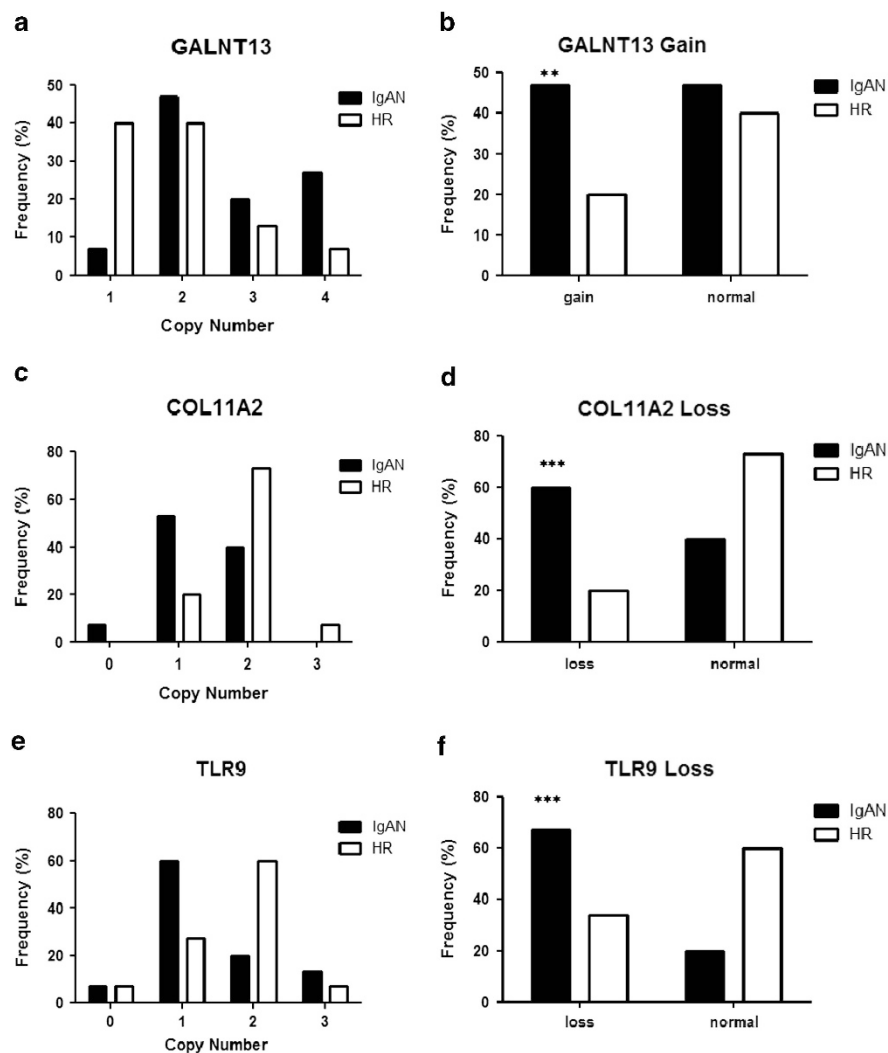 a
GALNT13
Frequency (%)
50
40
30
20
10
0
1 2 3 4
Copy Number
IgAN
HR
b
GALNT13 Gain
Frequency (%)
50
40
30
20
10
0
**
gain normal
IgAN
HR
c
COL11A2
Frequency (%)
80
60
40
20
0
0 1 2 3
Copy Number
IgAN
HR
d
COL11A2 Loss
Frequency (%)
80
60
40
20
0
***
loss normal
IgAN
HR
e
TLR9
Frequency (%)
80
60
40
20
0
0 1 2 3
Copy Number
IgAN
HR
f
TLR9 Loss
Frequency (%)
80
60
40
20
0
***
loss normal
IgAN
HR